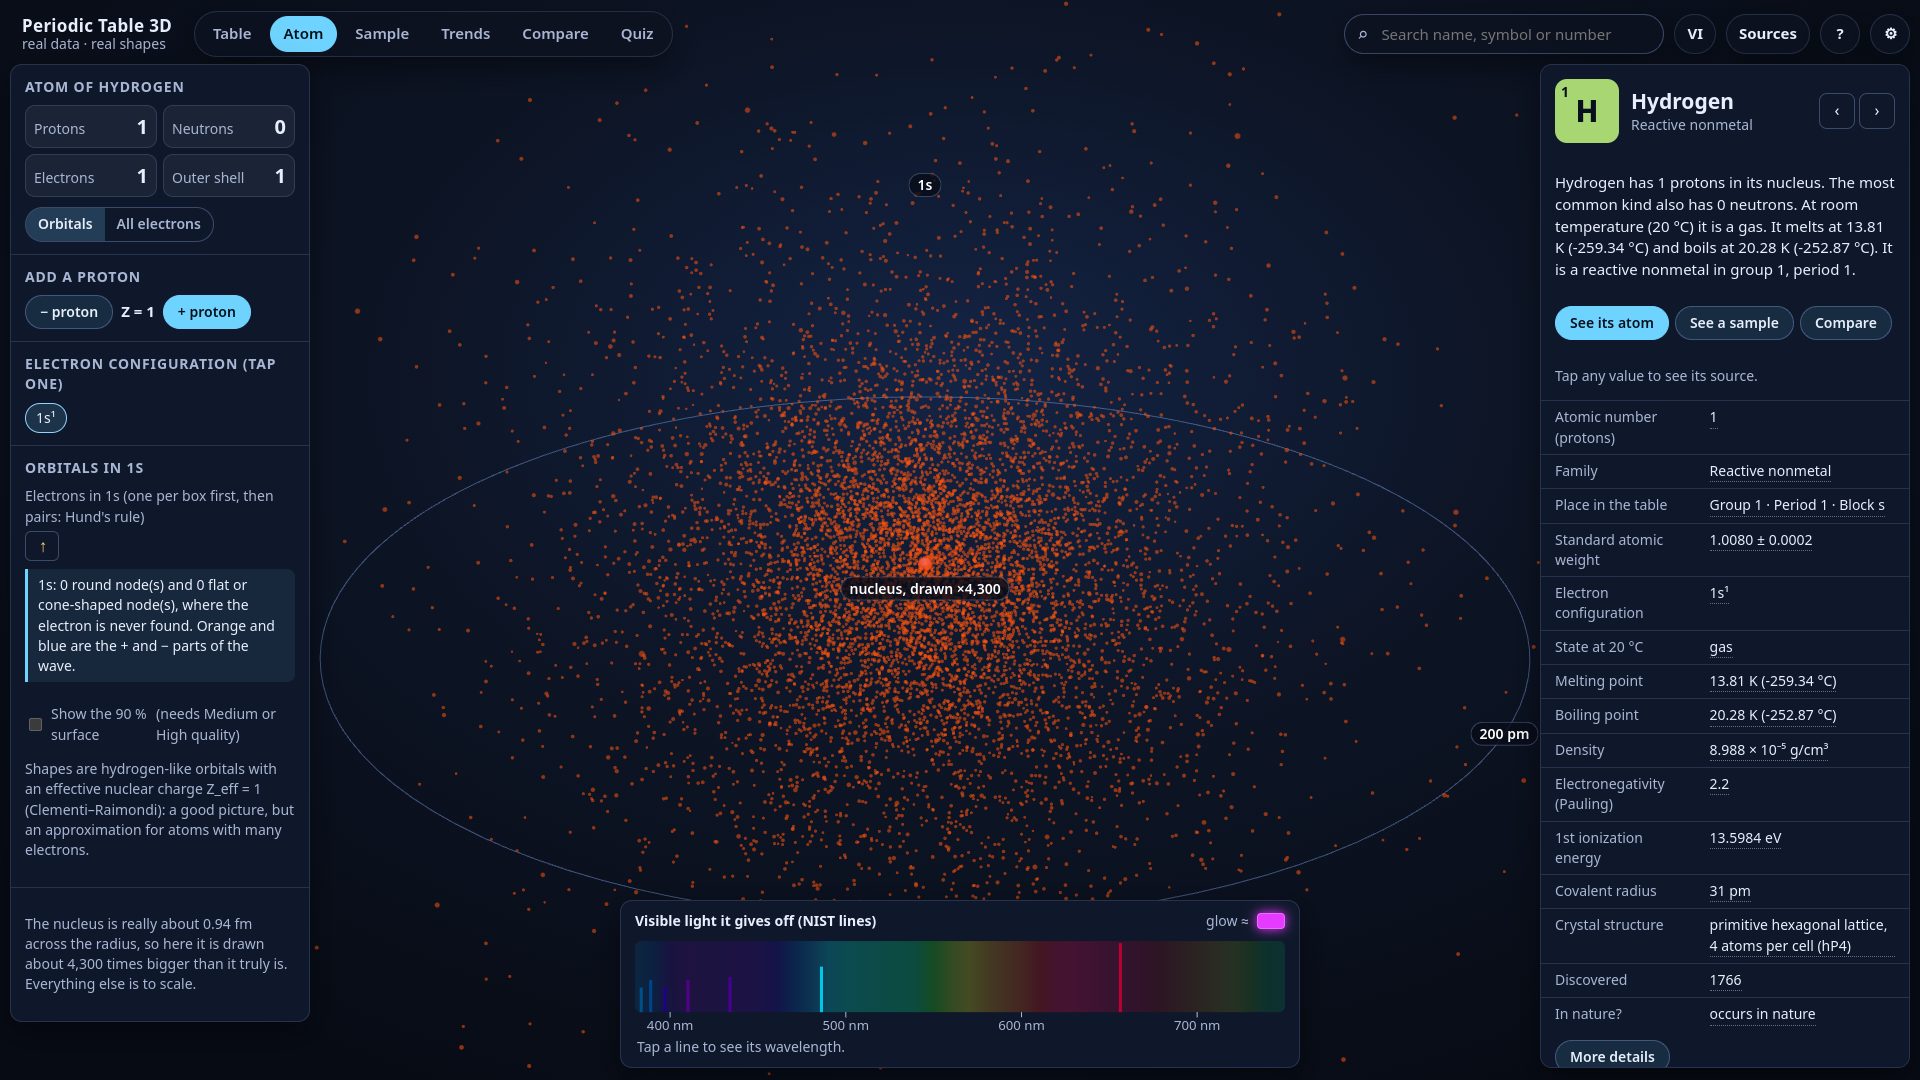 Periodic Table 3D
real data · real shapes
Table
Atom
Sample
Trends
Compare
Quiz
Search name, symbol or number
VI
Sources
?
ATOM OF HYDROGEN
Protons 1
Neutrons 0
Electrons 1
Outer shell 1
Orbitals
All electrons
ADD A PROTON
− proton
Z = 1
+ proton
ELECTRON CONFIGURATION (TAP
ONE)
1s¹
ORBITALS IN 1S
Electrons in 1s (one per box first, then
pairs: Hund's rule)
↑
1s: 0 round node(s) and 0 flat or
cone-shaped node(s), where the
electron is never found. Orange and
blue are the + and − parts of the
wave.
Show the 90 % (needs Medium or
surface High quality)
Shapes are hydrogen-like orbitals with
an effective nuclear charge Z_eff = 1
(Clementi–Raimondi): a good picture, but
an approximation for atoms with many
electrons.
The nucleus is really about 0.94 fm
across the radius, so here it is drawn
about 4,300 times bigger than it truly is.
Everything else is to scale.
1s
nucleus, drawn ×4,300
200 pm
Visible light it gives off (NIST lines)
glow ≈
400 nm
500 nm
600 nm
700 nm
Tap a line to see its wavelength.
1
H
Hydrogen
Reactive nonmetal
‹
›
Hydrogen has 1 protons in its nucleus. The most
common kind also has 0 neutrons. At room
temperature (20 °C) it is a gas. It melts at 13.81
K (-259.34 °C) and boils at 20.28 K (-252.87 °C). It
is a reactive nonmetal in group 1, period 1.
See its atom
See a sample
Compare
Tap any value to see its source.
Atomic number 1
(protons)
Family Reactive nonmetal
Place in the table Group 1 · Period 1 · Block s
Standard atomic 1.0080 ± 0.0002
weight
Electron 1s¹
configuration
State at 20 °C gas
Melting point 13.81 K (-259.34 °C)
Boiling point 20.28 K (-252.87 °C)
Density 8.988 × 10⁻⁵ g/cm³
Electronegativity 2.2
(Pauling)
1st ionization 13.5984 eV
energy
Covalent radius 31 pm
Crystal structure primitive hexagonal lattice,
4 atoms per cell (hP4)
Discovered 1766
In nature? occurs in nature
More details